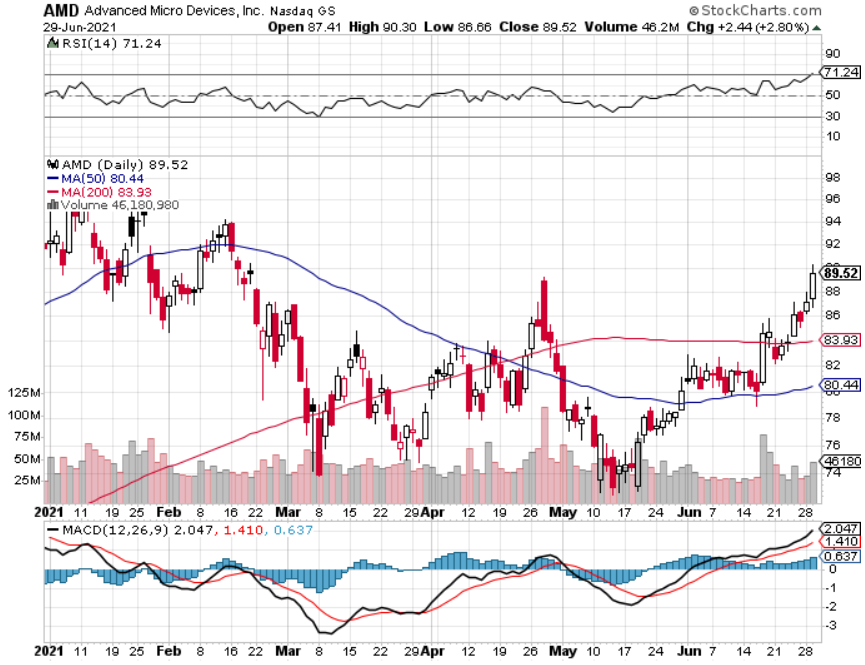 AMD Advanced Micro Devices, Inc. Nasdaq GS
© StockCharts.com
29-Jun-2021
Open 87.41 High 90.30 Low 86.66 Close 89.52 Volume 46.2M Chg +2.44 (+2.80%)
RSI(14) 71.24
90
71.24
50
30
10
AMD (Daily) 89.52
MA(50) 80.44
MA(200) 83.93
Volume 46,180,980
98
96
94
92
90
89.52
88
86
83.93
82
80.44
78
76
46180
74
125M
100M
75M
50M
25M
2021 11 19 25 Feb 8 16 22 Mar 8 15 22 Apr 12 19 26 May 10 17 24 Jun 7 14 21 28
MACD(12,26,9) 2.047, 1.410, 0.637
2.047
1.410
0.637
0
-1
-2
-3
2021 11 19 25 Feb 8 16 22 Mar 8 15 22 Apr 12 19 26 May 10 17 24 Jun 7 14 21 28